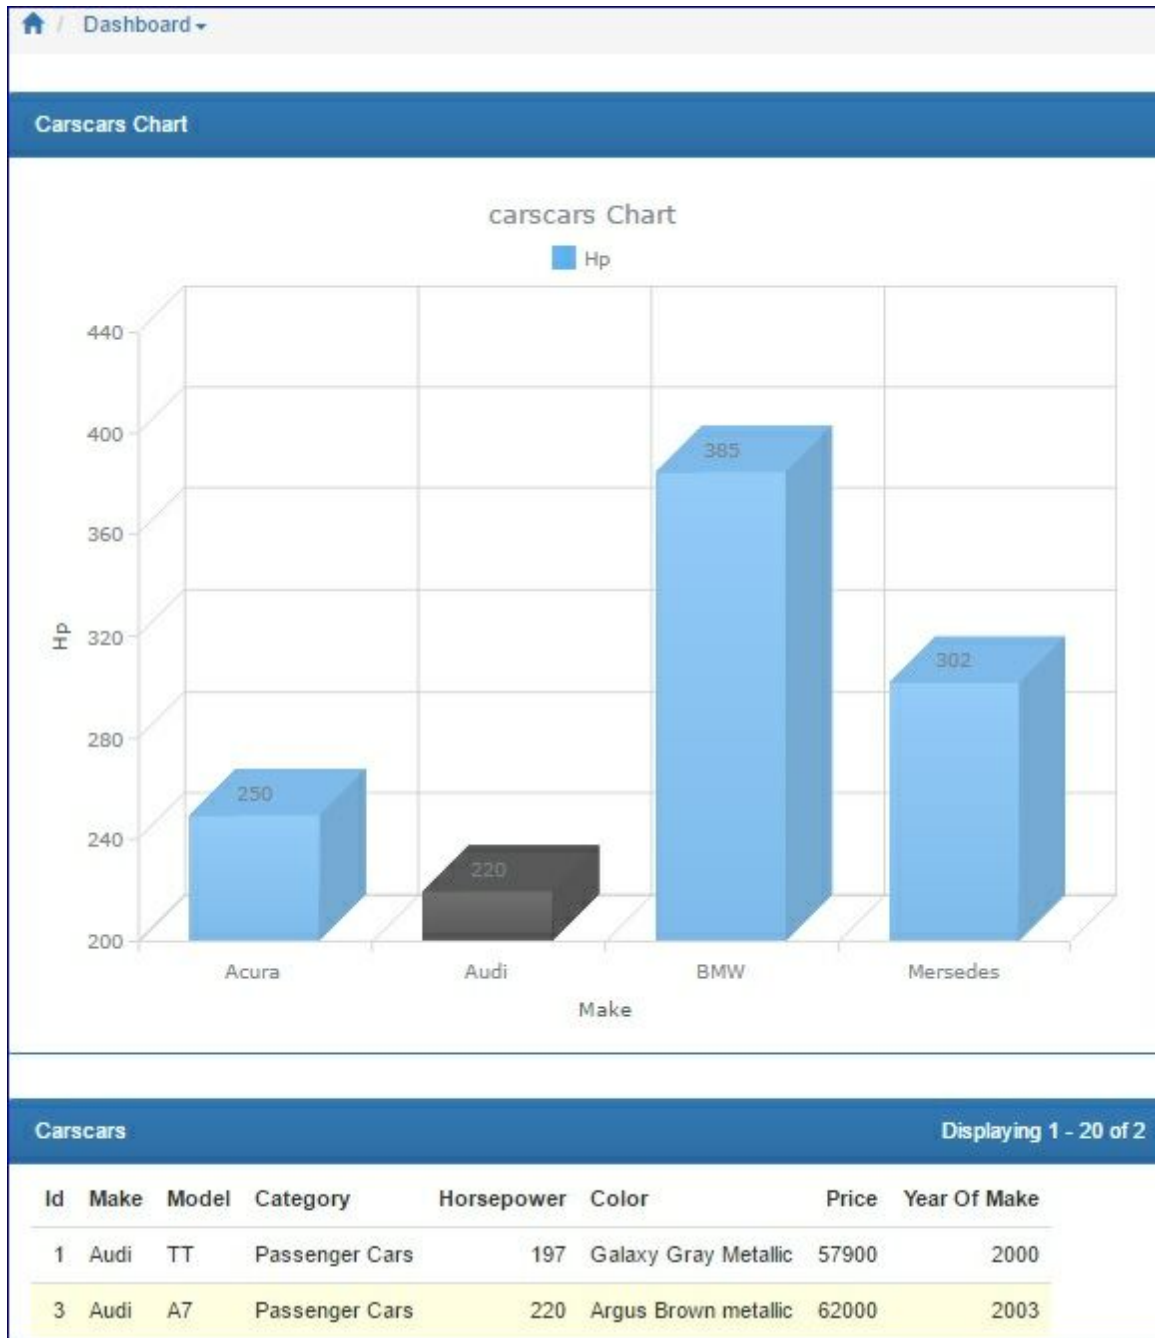 / Dashboard
Carscars Chart
carscars Chart
Hp
440
400
360
320
280
240
200
Hp
385
302
250
220
Acura Audi BMW Mersedes
Make
Carscars Displaying 1 - 20 of 2
Id Make Model Category Horsepower Color Price Year Of Make
1 Audi TT Passenger Cars 197 Galaxy Gray Metallic 57900 2000
3 Audi A7 Passenger Cars 220 Argus Brown metallic 62000 2003